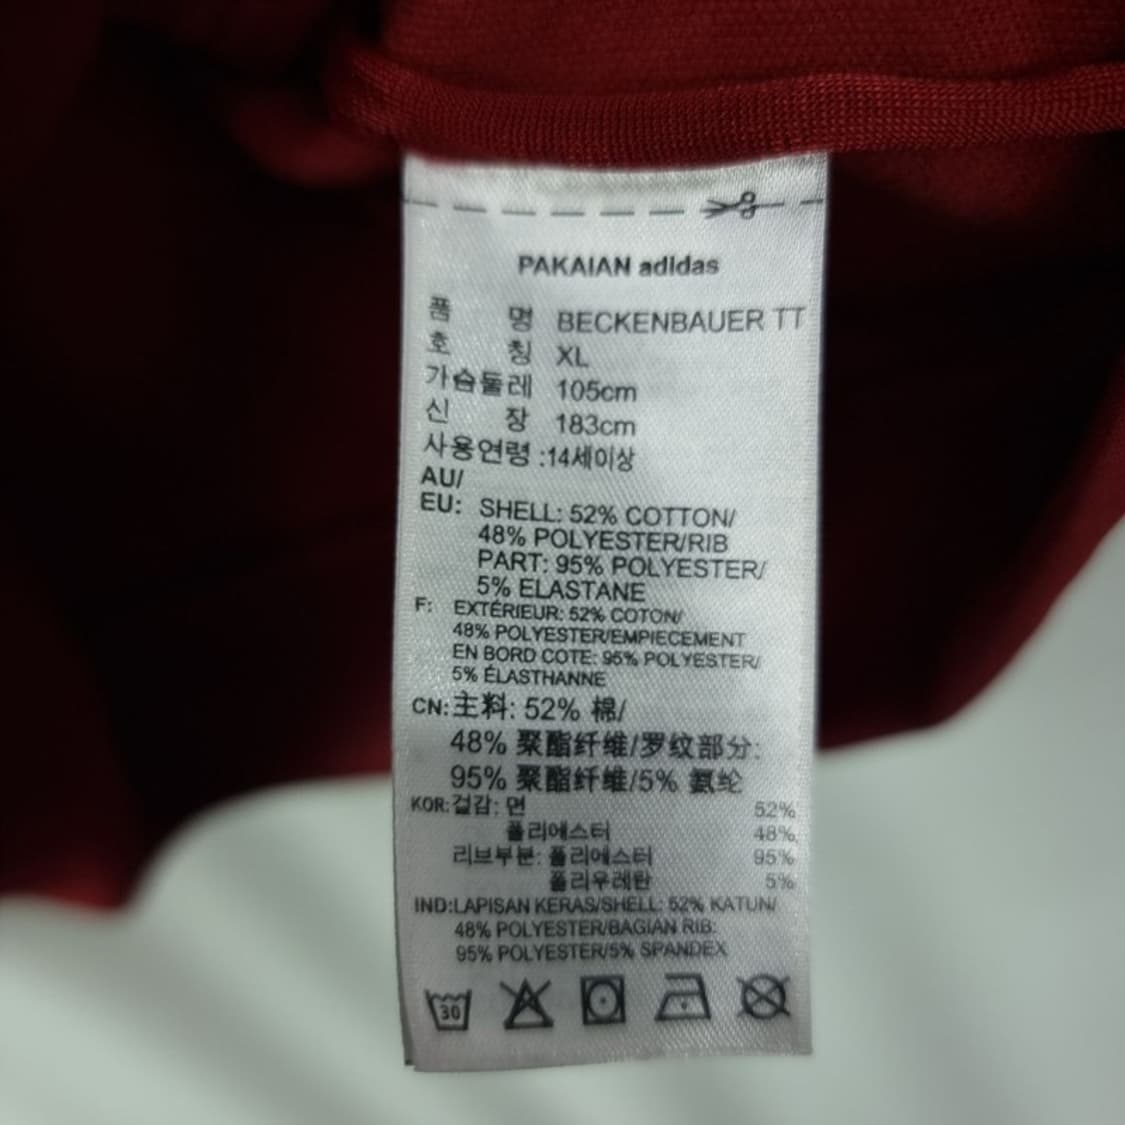 PAKAIAN adidas
품 명 BECKENBAUER TT
호 칭 XL
가슴둘레 105cm
신 장 183cm
사용연령 :14세이상
AU/
EU: SHELL: 52% COTTON/
48% POLYESTER/RIB
PART: 95% POLYESTER/
5% ELASTANE
F: EXTÉRIEUR: 52% COTON/
48% POLYESTER/EMPIECEMENT
EN BORD COTE: 95% POLYESTER/
5% ÉLASTHANNE
CN:主料: 52% 棉/
48% 聚酯纤维/罗纹部分:
95% 聚酯纤维/5% 氨纶
KOR:겉감: 면 52%
폴리에스터 48%
리브부분: 폴리에스터 95%
폴리우레탄 5%
IND:LAPISAN KERAS/SHELL: 52% KATUN/
48% POLYESTER/BAGIAN RIB:
95% POLYESTER/5% SPANDEX
30